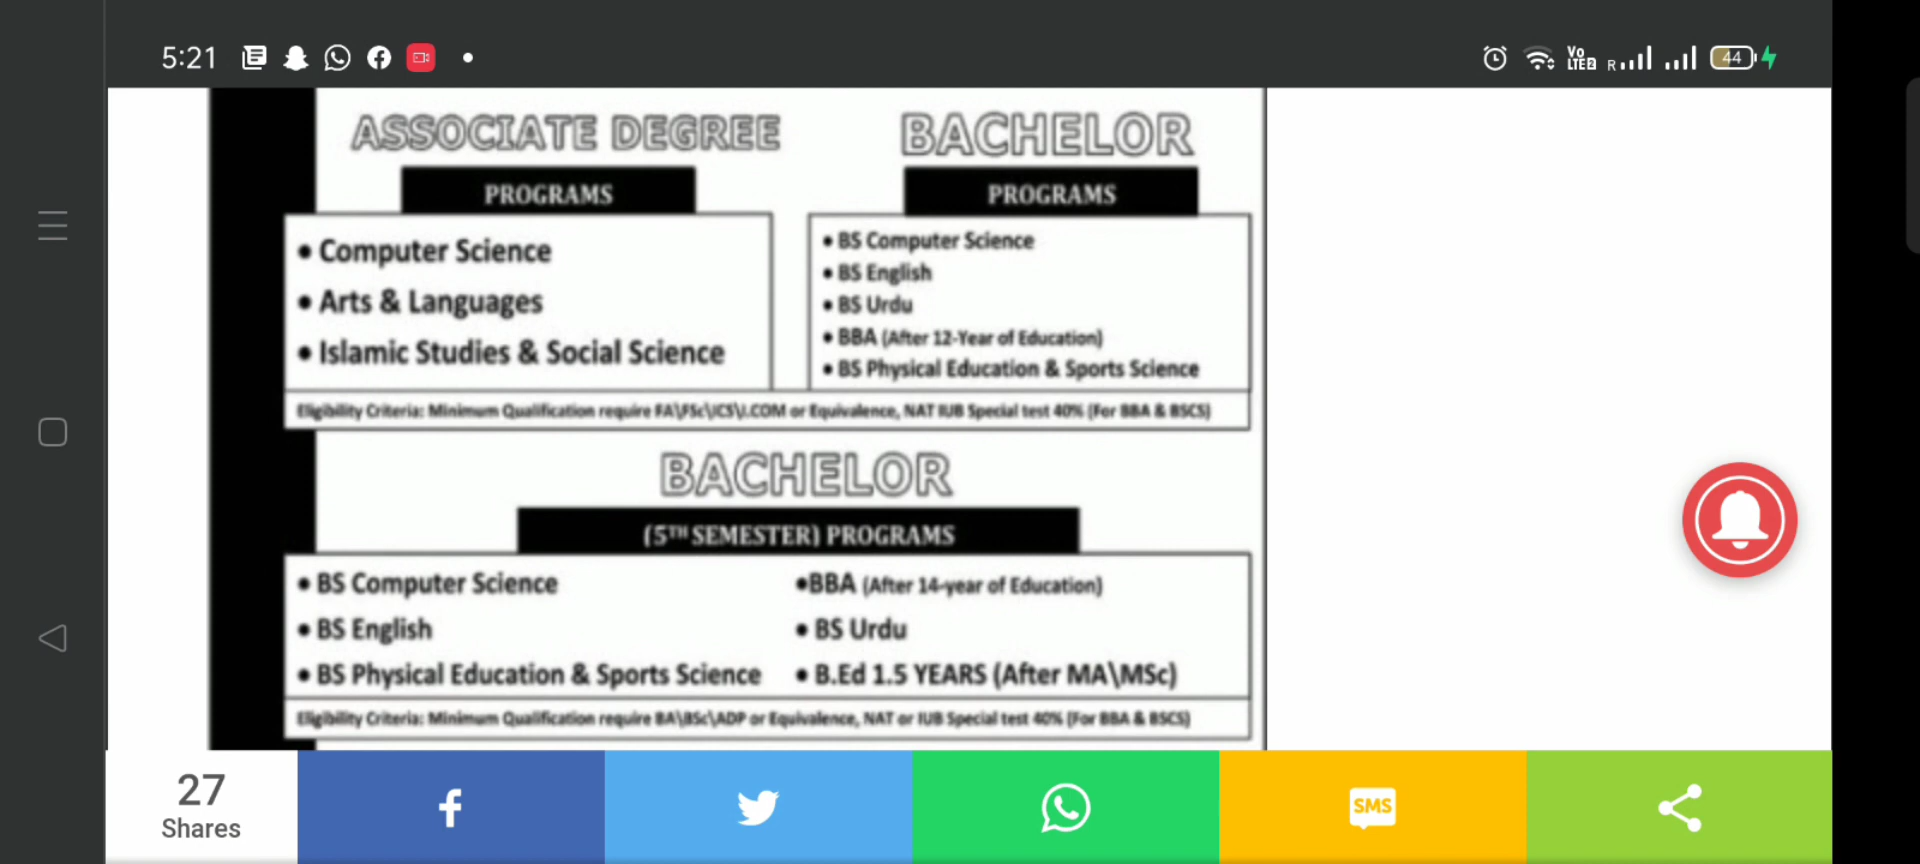 5:21
Vo
LTE2
R
44
ASSOCIATE DEGREE
PROGRAMS
• Computer Science
• Arts & Languages
• Islamic Studies & Social Science
BACHELOR
PROGRAMS
• BS Computer Science
• BS English
• BS Urdu
• BBA (After 12-Year of Education)
• BS Physical Education & Sports Science
Eligibility Criteria: Minimum Qualification require FA\FSc\ICS\I.COM or Equivalence, NAT IUB Special test 40% (For BBA & BSCS)
BACHELOR
(5TH SEMESTER) PROGRAMS
• BS Computer Science
• BS English
• BS Physical Education & Sports Science
•BBA (After 14-year of Education)
• BS Urdu
• B.Ed 1.5 YEARS (After MA\MSc)
Eligibility Criteria: Minimum Qualification require BA\BSc\ADP or Equivalence, NAT or IUB Special test 40% (For BBA & BSCS)
27
Shares
f
SMS